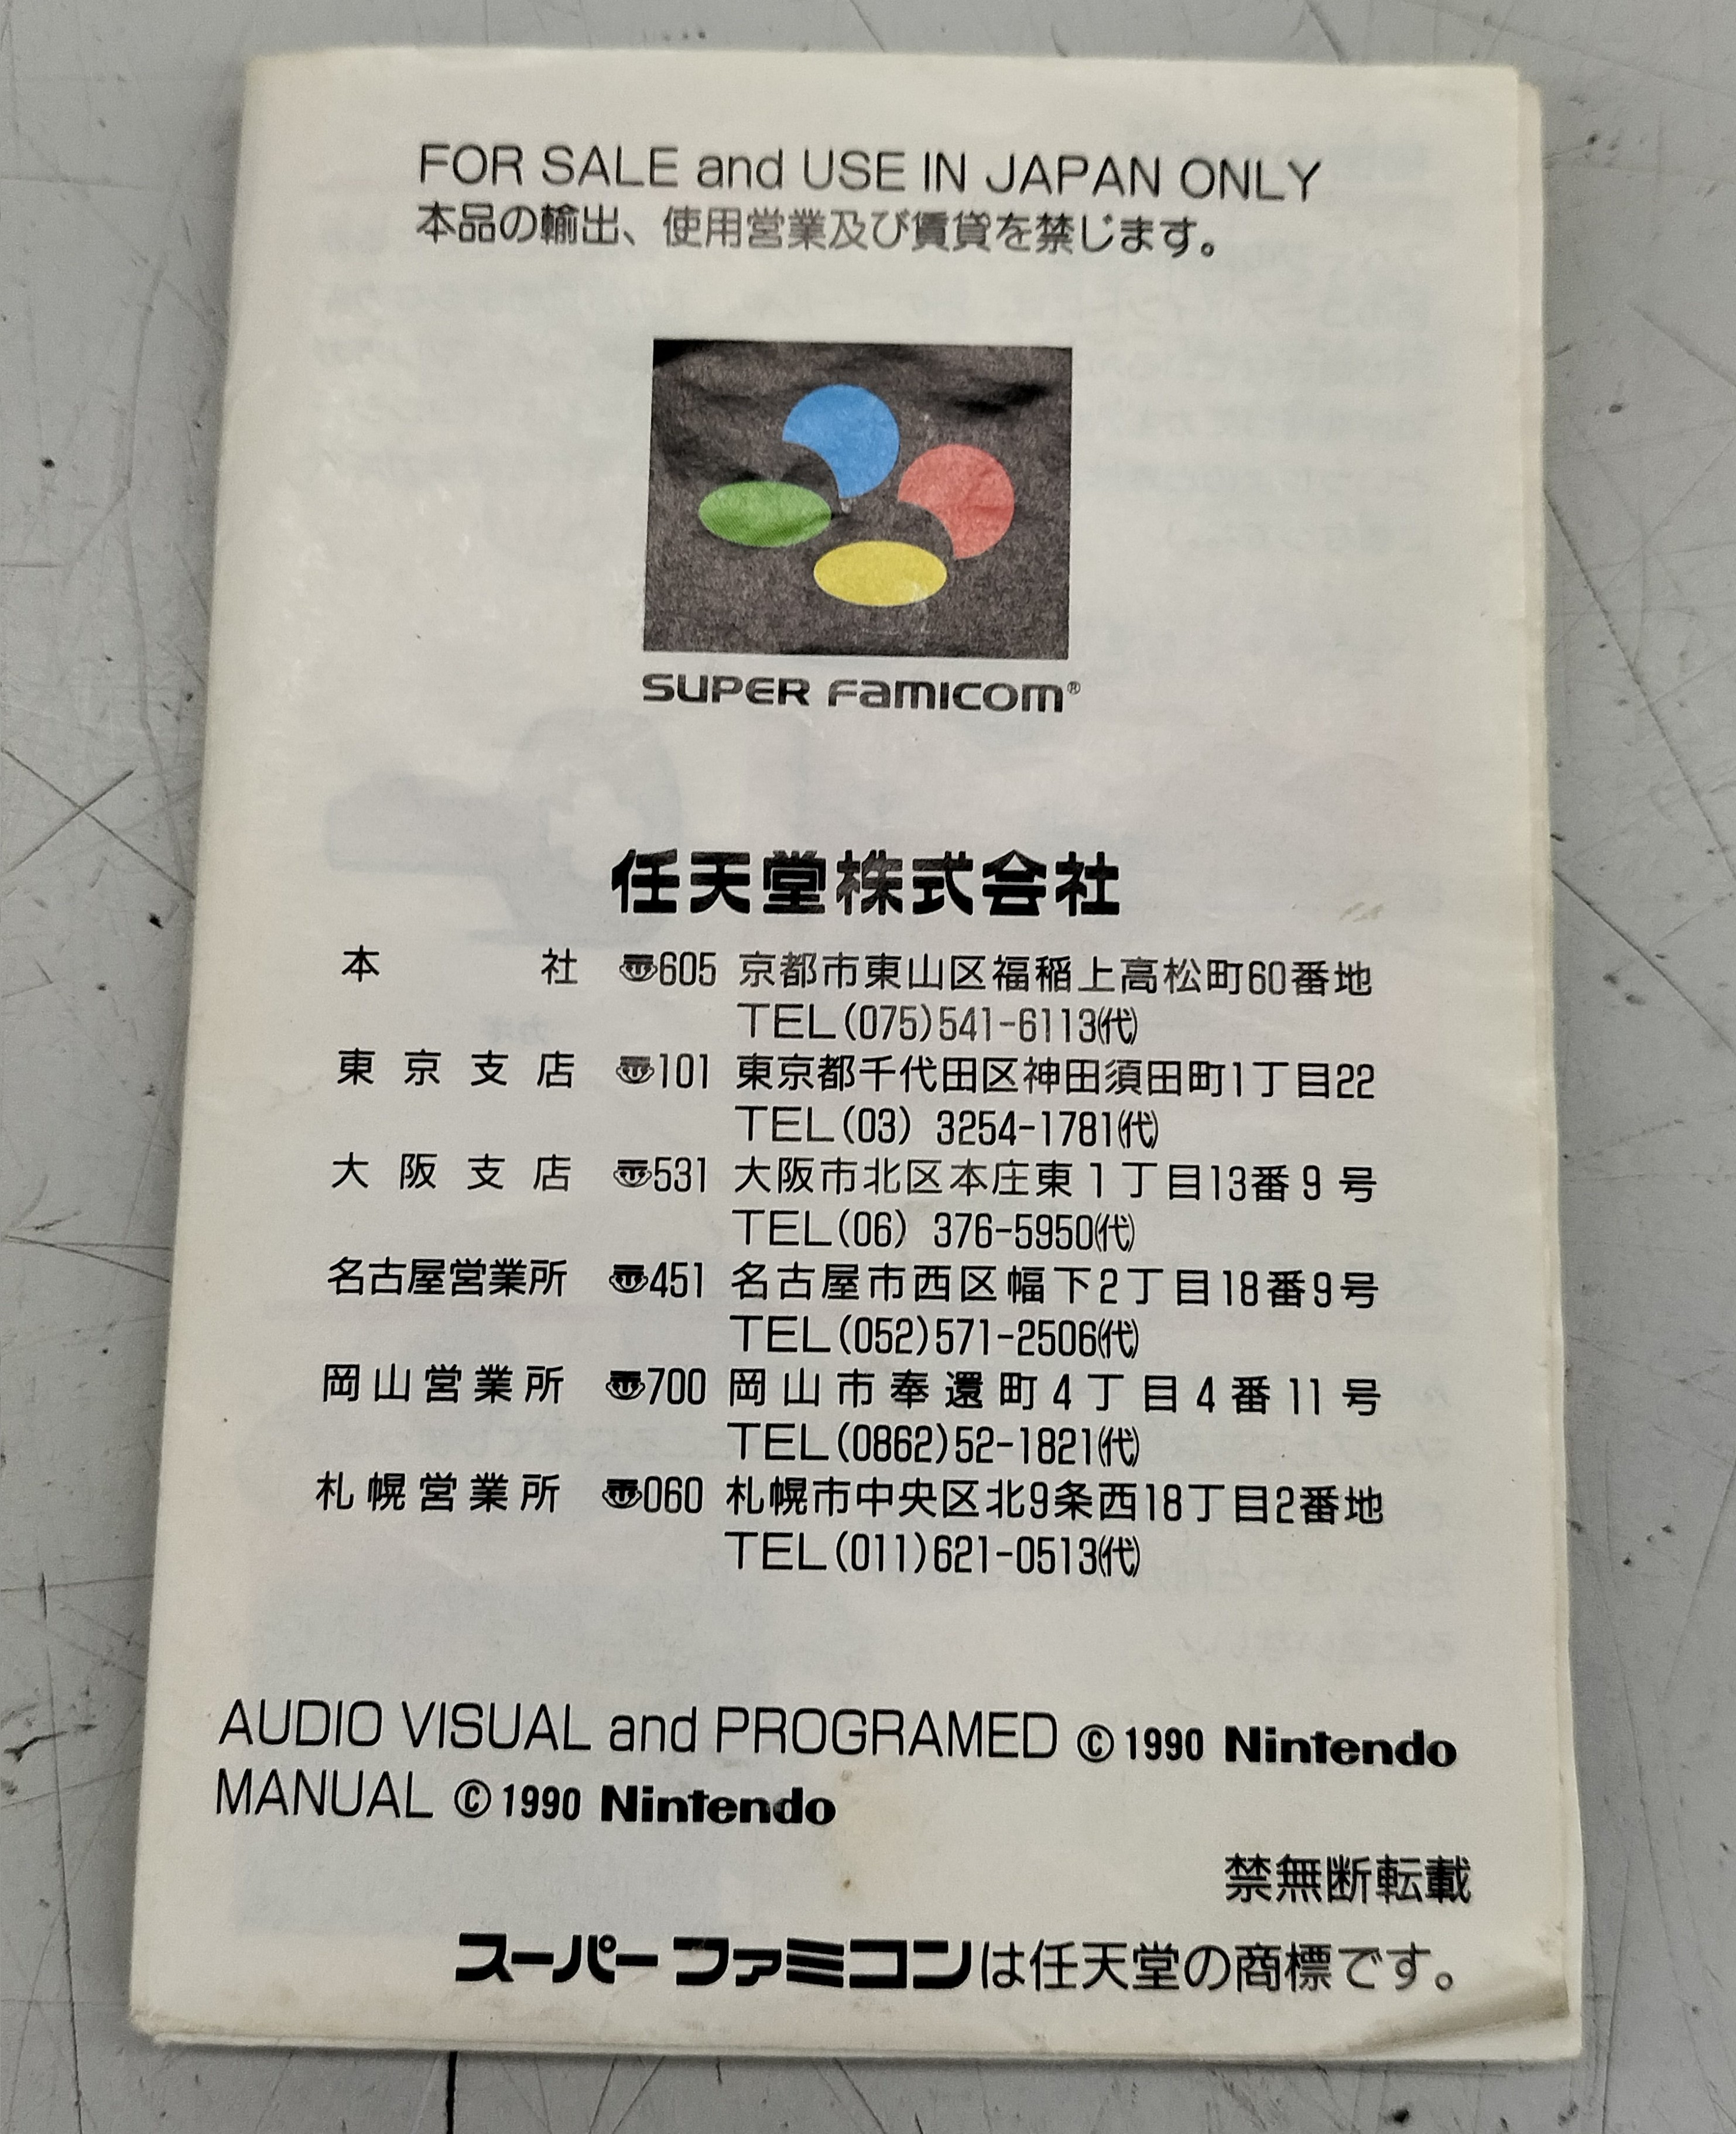 FOR SALE and USE IN JAPAN ONLY
本品の輸出、使用営業及び賃貸を禁じます。
SUPER FAMICOM®
任天堂株式会社
本社 〠605 京都市東山区福稲上高松町60番地
TEL(075)541-6113㈹
東京支店 〠101 東京都千代田区神田須田町1丁目22
TEL(03) 3254-1781㈹
大阪支店 〠531 大阪市北区本庄東1丁目13番9号
TEL(06) 376-5950㈹
名古屋営業所 〠451 名古屋市西区幅下2丁目18番9号
TEL(052)571-2506㈹
岡山営業所 〠700 岡山市奉還町4丁目4番11号
TEL(0862)52-1821㈹
札幌営業所 〠060 札幌市中央区北9条西18丁目2番地
TEL(011)621-0513㈹
AUDIO VISUAL and PROGRAMED ©1990 Nintendo
MANUAL ©1990 Nintendo
禁無断転載
スーパーファミコンは任天堂の商標です。